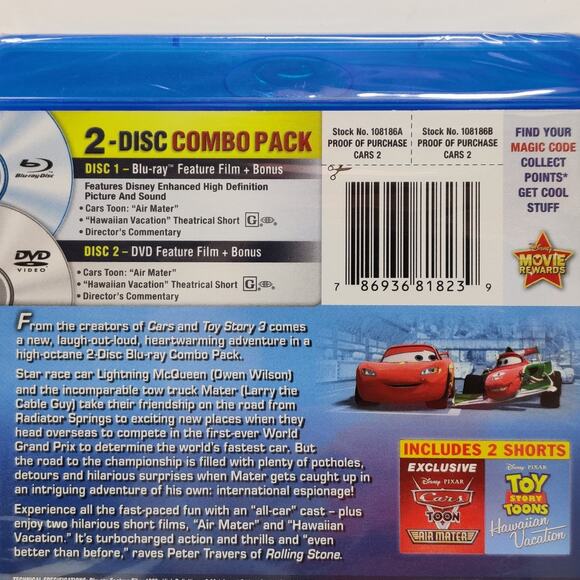 2-DISC COMBO PACK
Blu-ray Disc
DISC 1 – Blu-ray™ Feature Film + Bonus
Features Disney Enhanced High Definition
Picture And Sound
• Cars Toon: "Air Mater"
• "Hawaiian Vacation" Theatrical Short G
• Director's Commentary
DVD
VIDEO
DISC 2 – DVD Feature Film + Bonus
• Cars Toon: "Air Mater"
• "Hawaiian Vacation" Theatrical Short G
• Director's Commentary
Stock No. 108186A
PROOF OF PURCHASE
CARS 2
Stock No. 108186B
PROOF OF PURCHASE
CARS 2
7 86936 81823 9
FIND YOUR
MAGIC CODE
COLLECT
POINTS*
GET COOL
STUFF
Disney
MOVIE
REWARDS
From the creators of Cars and Toy Story 3 comes
a new, laugh-out-loud, heartwarming adventure in a
high-octane 2-Disc Blu-ray Combo Pack.
Star race car Lightning McQueen (Owen Wilson)
and the incomparable tow truck Mater (Larry the
Cable Guy) take their friendship on the road from
Radiator Springs to exciting new places when they
head overseas to compete in the first-ever World
Grand Prix to determine the world's fastest car. But
the road to the championship is filled with plenty of potholes,
detours and hilarious surprises when Mater gets caught up in
an intriguing adventure of his own: international espionage!
Experience all the fast-paced fun with an "all-car" cast – plus
enjoy two hilarious short films, "Air Mater" and "Hawaiian
Vacation." It's turbocharged action and thrills and "even
better than before," raves Peter Travers of Rolling Stone.
INCLUDES 2 SHORTS
EXCLUSIVE
Disney PIXAR
Cars
TOON
AIR MATER
Disney PIXAR
TOY
STORY
TOONS
Hawaiian
Vacation